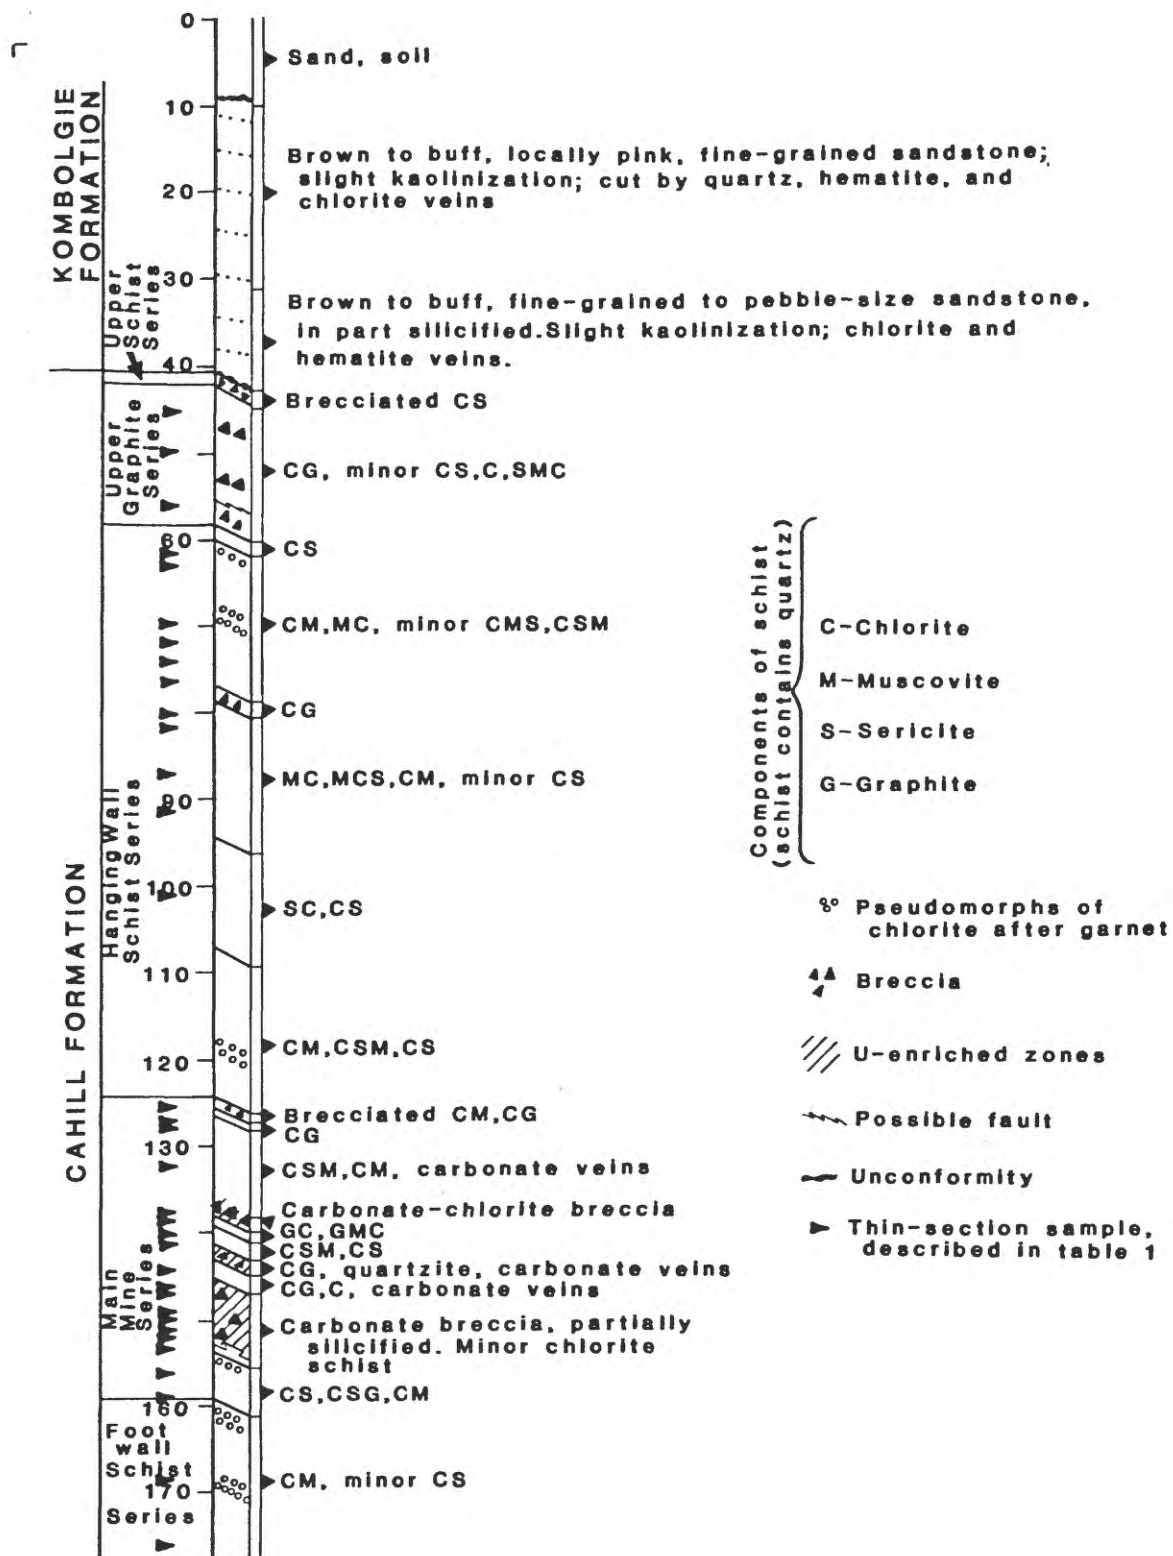 0
Sand, soil
KOMBOLGIE
FORMATION
10
Brown to buff, locally pink, fine-grained sandstone;
slight kaolinization; cut by quartz, hematite, and
chlorite veins
20
30
Upper
Schist
Series
Brown to buff, fine-grained to pebble-size sandstone,
in part silicified.Slight kaolinization; chlorite and
hematite veins.
40
Brecciated CS
Upper
Graphite
Series
CG, minor CS,C,SMC
60
CS
CM,MC, minor CMS,CSM
CG
MC,MCS,CM, minor CS
90
Hanging Wall
Schist Series
100
SC,CS
CAHILL FORMATION
110
CM,CSM,CS
120
Brecciated CM,CG
CG
130
CSM,CM, carbonate veins
Carbonate-chlorite breccia
GC,GMC
CSM,CS
CG, quartzite, carbonate veins
CG,C, carbonate veins
Main
Mine
Series
Carbonate breccia, partially
silicified. Minor chlorite
schist
CS,CSG,CM
160
Foot
wall
Schist
Series
CM, minor CS
170
Components of schist
(schist contains quartz)
C-Chlorite
M-Muscovite
S-Sericite
G-Graphite
Pseudomorphs of
chlorite after garnet
Breccia
U-enriched zones
Possible fault
Unconformity
Thin-section sample,
described in table 1